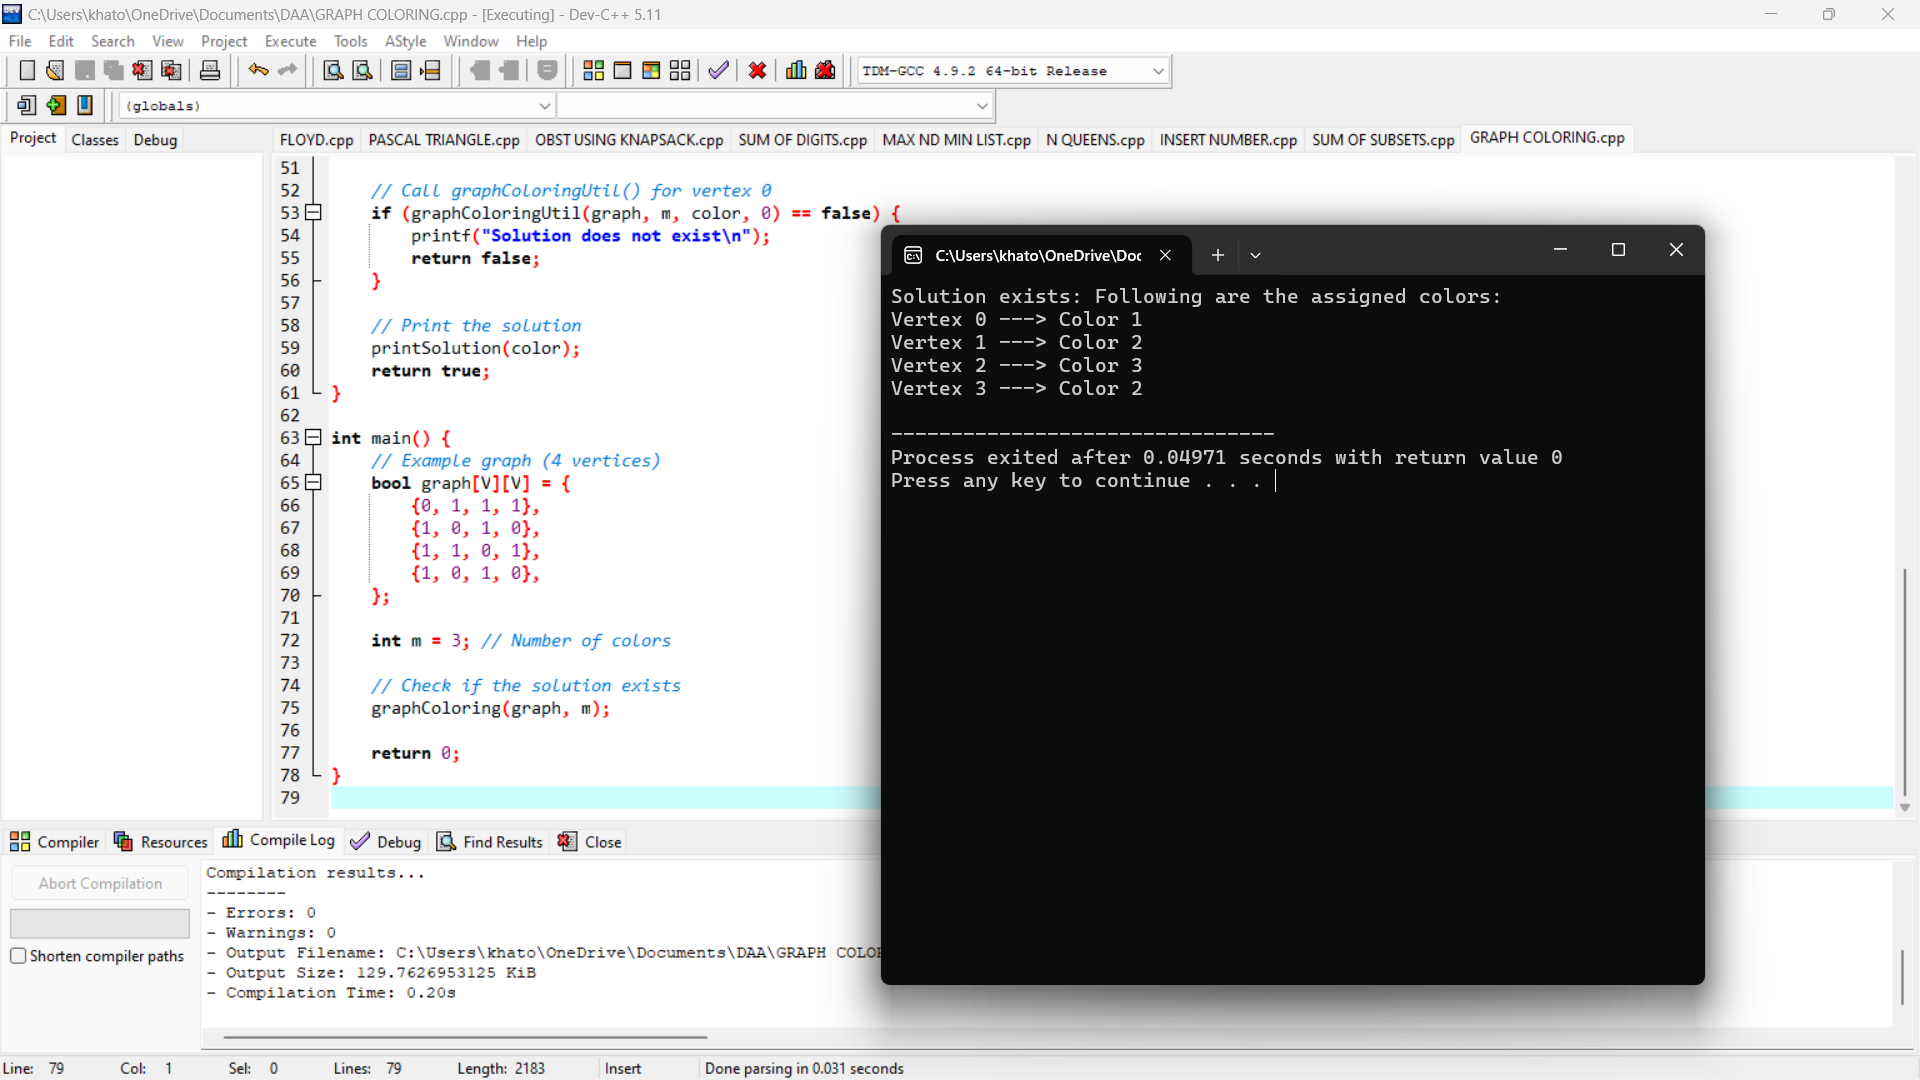 C:\Users\khato\OneDrive\Documents\DAA\GRAPH COLORING.cpp - [Executing] - Dev-C++ 5.11
File Edit Search View Project Execute Tools AStyle Window Help
TDM-GCC 4.9.2 64-bit Release
(globals)
Project Classes Debug
FLOYD.cpp PASCAL TRIANGLE.cpp OBST USING KNAPSACK.cpp SUM OF DIGITS.cpp MAX ND MIN LIST.cpp N QUEENS.cpp INSERT NUMBER.cpp SUM OF SUBSETS.cpp GRAPH COLORING.cpp
51
52 // Call graphColoringUtil() for vertex 0
53 if (graphColoringUtil(graph, m, color, 0) == false) {
54 printf("Solution does not exist\n");
55 return false;
56 }
57
58 // Print the solution
59 printSolution(color);
60 return true;
61 }
62
63 int main() {
64 // Example graph (4 vertices)
65 bool graph[V][V] = {
66 {0, 1, 1, 1},
67 {1, 0, 1, 0},
68 {1, 1, 0, 1},
69 {1, 0, 1, 0},
70 };
71
72 int m = 3; // Number of colors
73
74 // Check if the solution exists
75 graphColoring(graph, m);
76
77 return 0;
78 }
79
C:\Users\khato\OneDrive\Doc
Solution exists: Following are the assigned colors:
Vertex 0 ---> Color 1
Vertex 1 ---> Color 2
Vertex 2 ---> Color 3
Vertex 3 ---> Color 2
--------------------------------
Process exited after 0.04971 seconds with return value 0
Press any key to continue . . .
Compiler Resources Compile Log Debug Find Results Close
Abort Compilation
Shorten compiler paths
Compilation results...
--------
- Errors: 0
- Warnings: 0
- Output Filename: C:\Users\khato\OneDrive\Documents\DAA\GRAPH COLO
- Output Size: 129.7626953125 KiB
- Compilation Time: 0.20s
Line: 79 Col: 1 Sel: 0 Lines: 79 Length: 2183 Insert Done parsing in 0.031 seconds